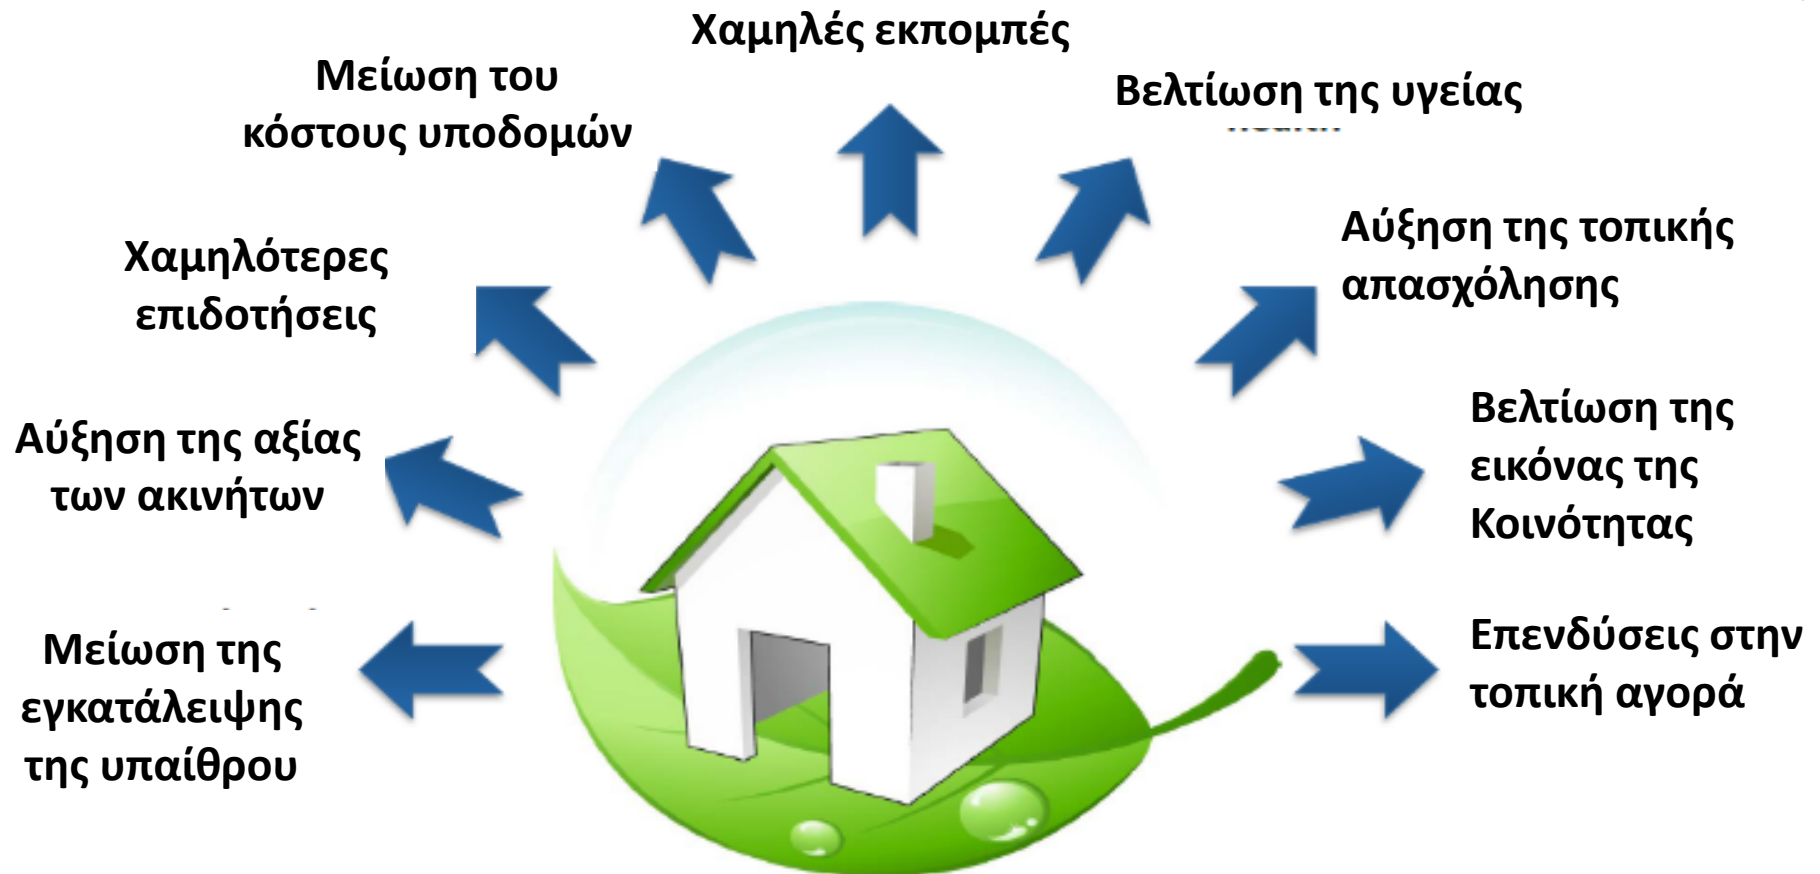 Χαμηλές εκπομπές
Μείωση του
κόστους υποδομών
Βελτίωση της υγείας
Χαμηλότερες
επιδοτήσεις
Αύξηση της τοπικής
απασχόλησης
Αύξηση της αξίας
των ακινήτων
Βελτίωση της
εικόνας της
Κοινότητας
Μείωση της
εγκατάλειψης
της υπαίθρου
Επενδύσεις στην
τοπική αγορά